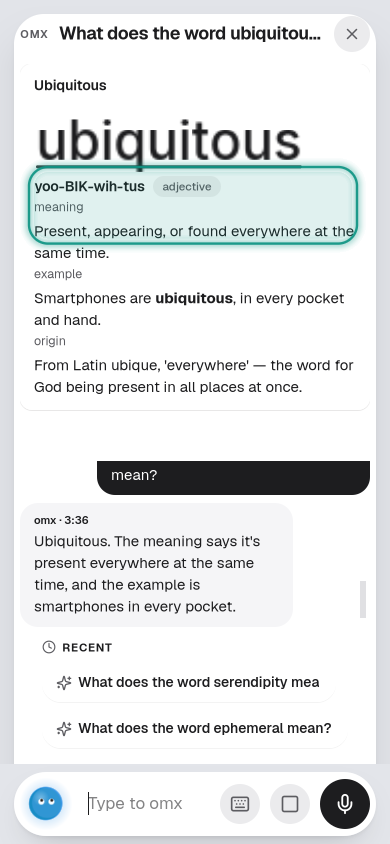 OMX What does the word ubiquitou...
Ubiquitous
ubiquitous
yoo-BIK-wih-tus adjective
meaning
Present, appearing, or found everywhere at the
same time.
example
Smartphones are ubiquitous, in every pocket
and hand.
origin
From Latin ubique, 'everywhere' — the word for
God being present in all places at once.
mean?
omx · 3:36
Ubiquitous. The meaning says it's
present everywhere at the same
time, and the example is
smartphones in every pocket.
RECENT
What does the word serendipity mea
What does the word ephemeral mean?
Type to omx